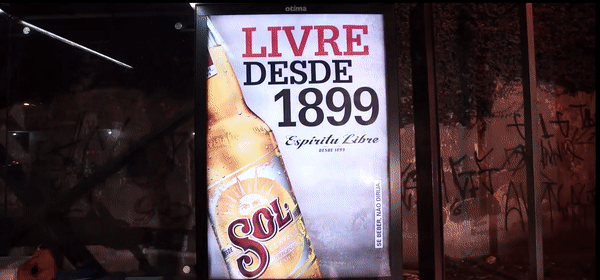 otima
LIVRE
DESDE
1899
Espíritu Libre
DESDE 1899
SOL
SE BEBER, NÃO DIRIJA.